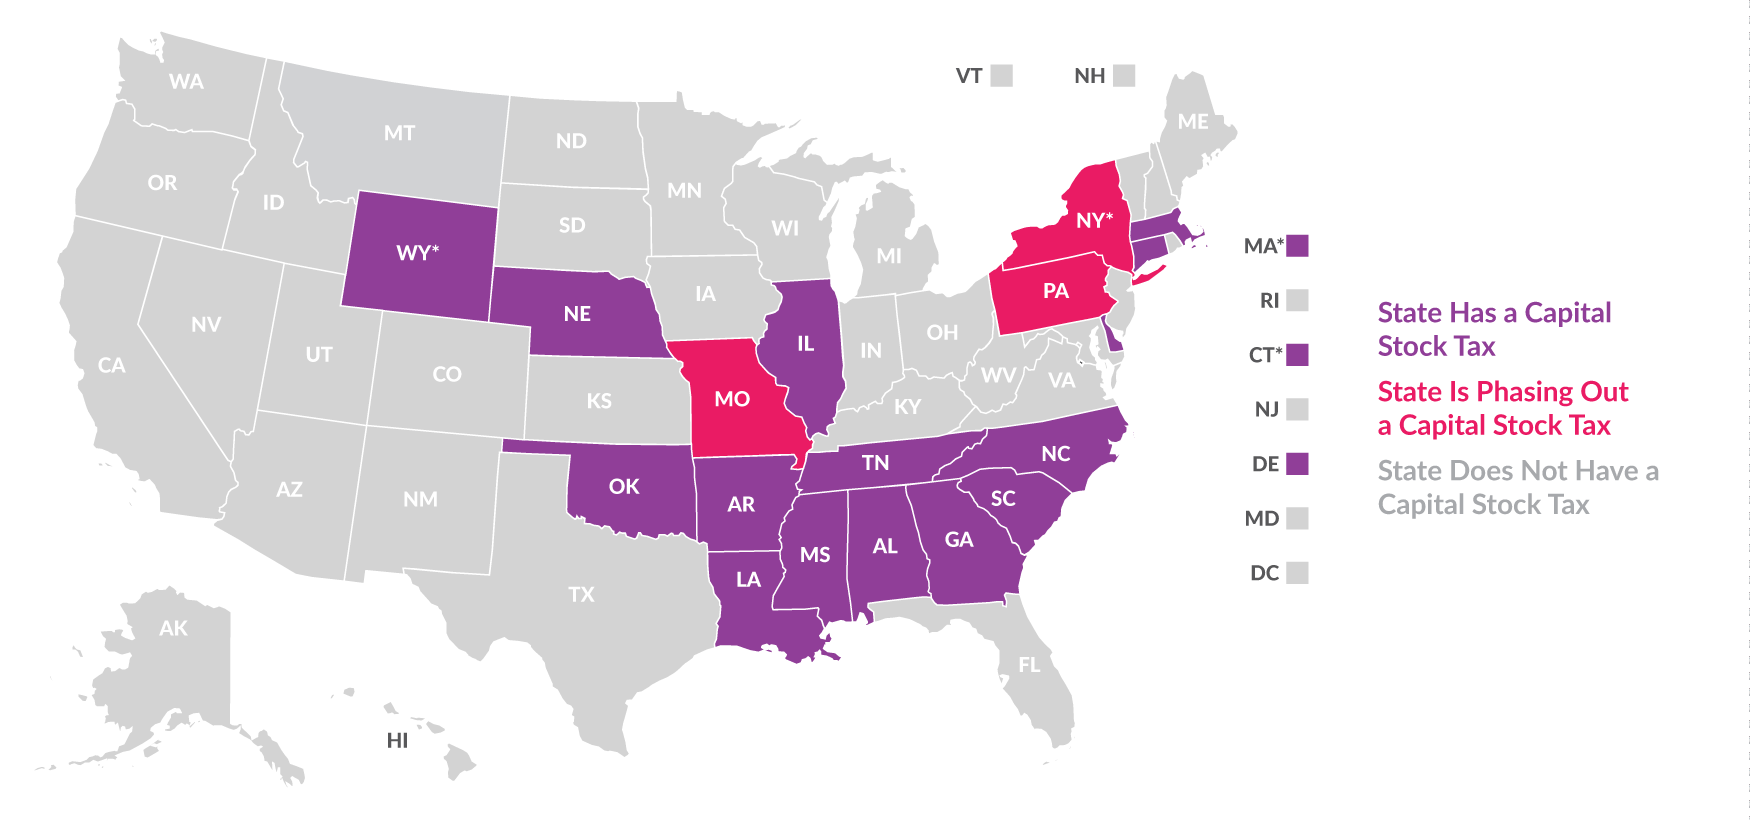 WA
VT
NH
ME
MT
ND
OR
MN
ID
SD
NY*
WI
WY*
MI
MA*
PA
IA
RI
NE
State Has a Capital
Stock Tax
NV
OH
IL
IN
UT
CT*
CA
CO
WV
VA
State Is Phasing Out
a Capital Stock Tax
KS
MO
KY
NJ
NC
TN
DE
State Does Not Have a
Capital Stock Tax
AZ
NM
OK
AR
SC
MD
GA
AL
MS
LA
DC
TX
AK
FL
HI